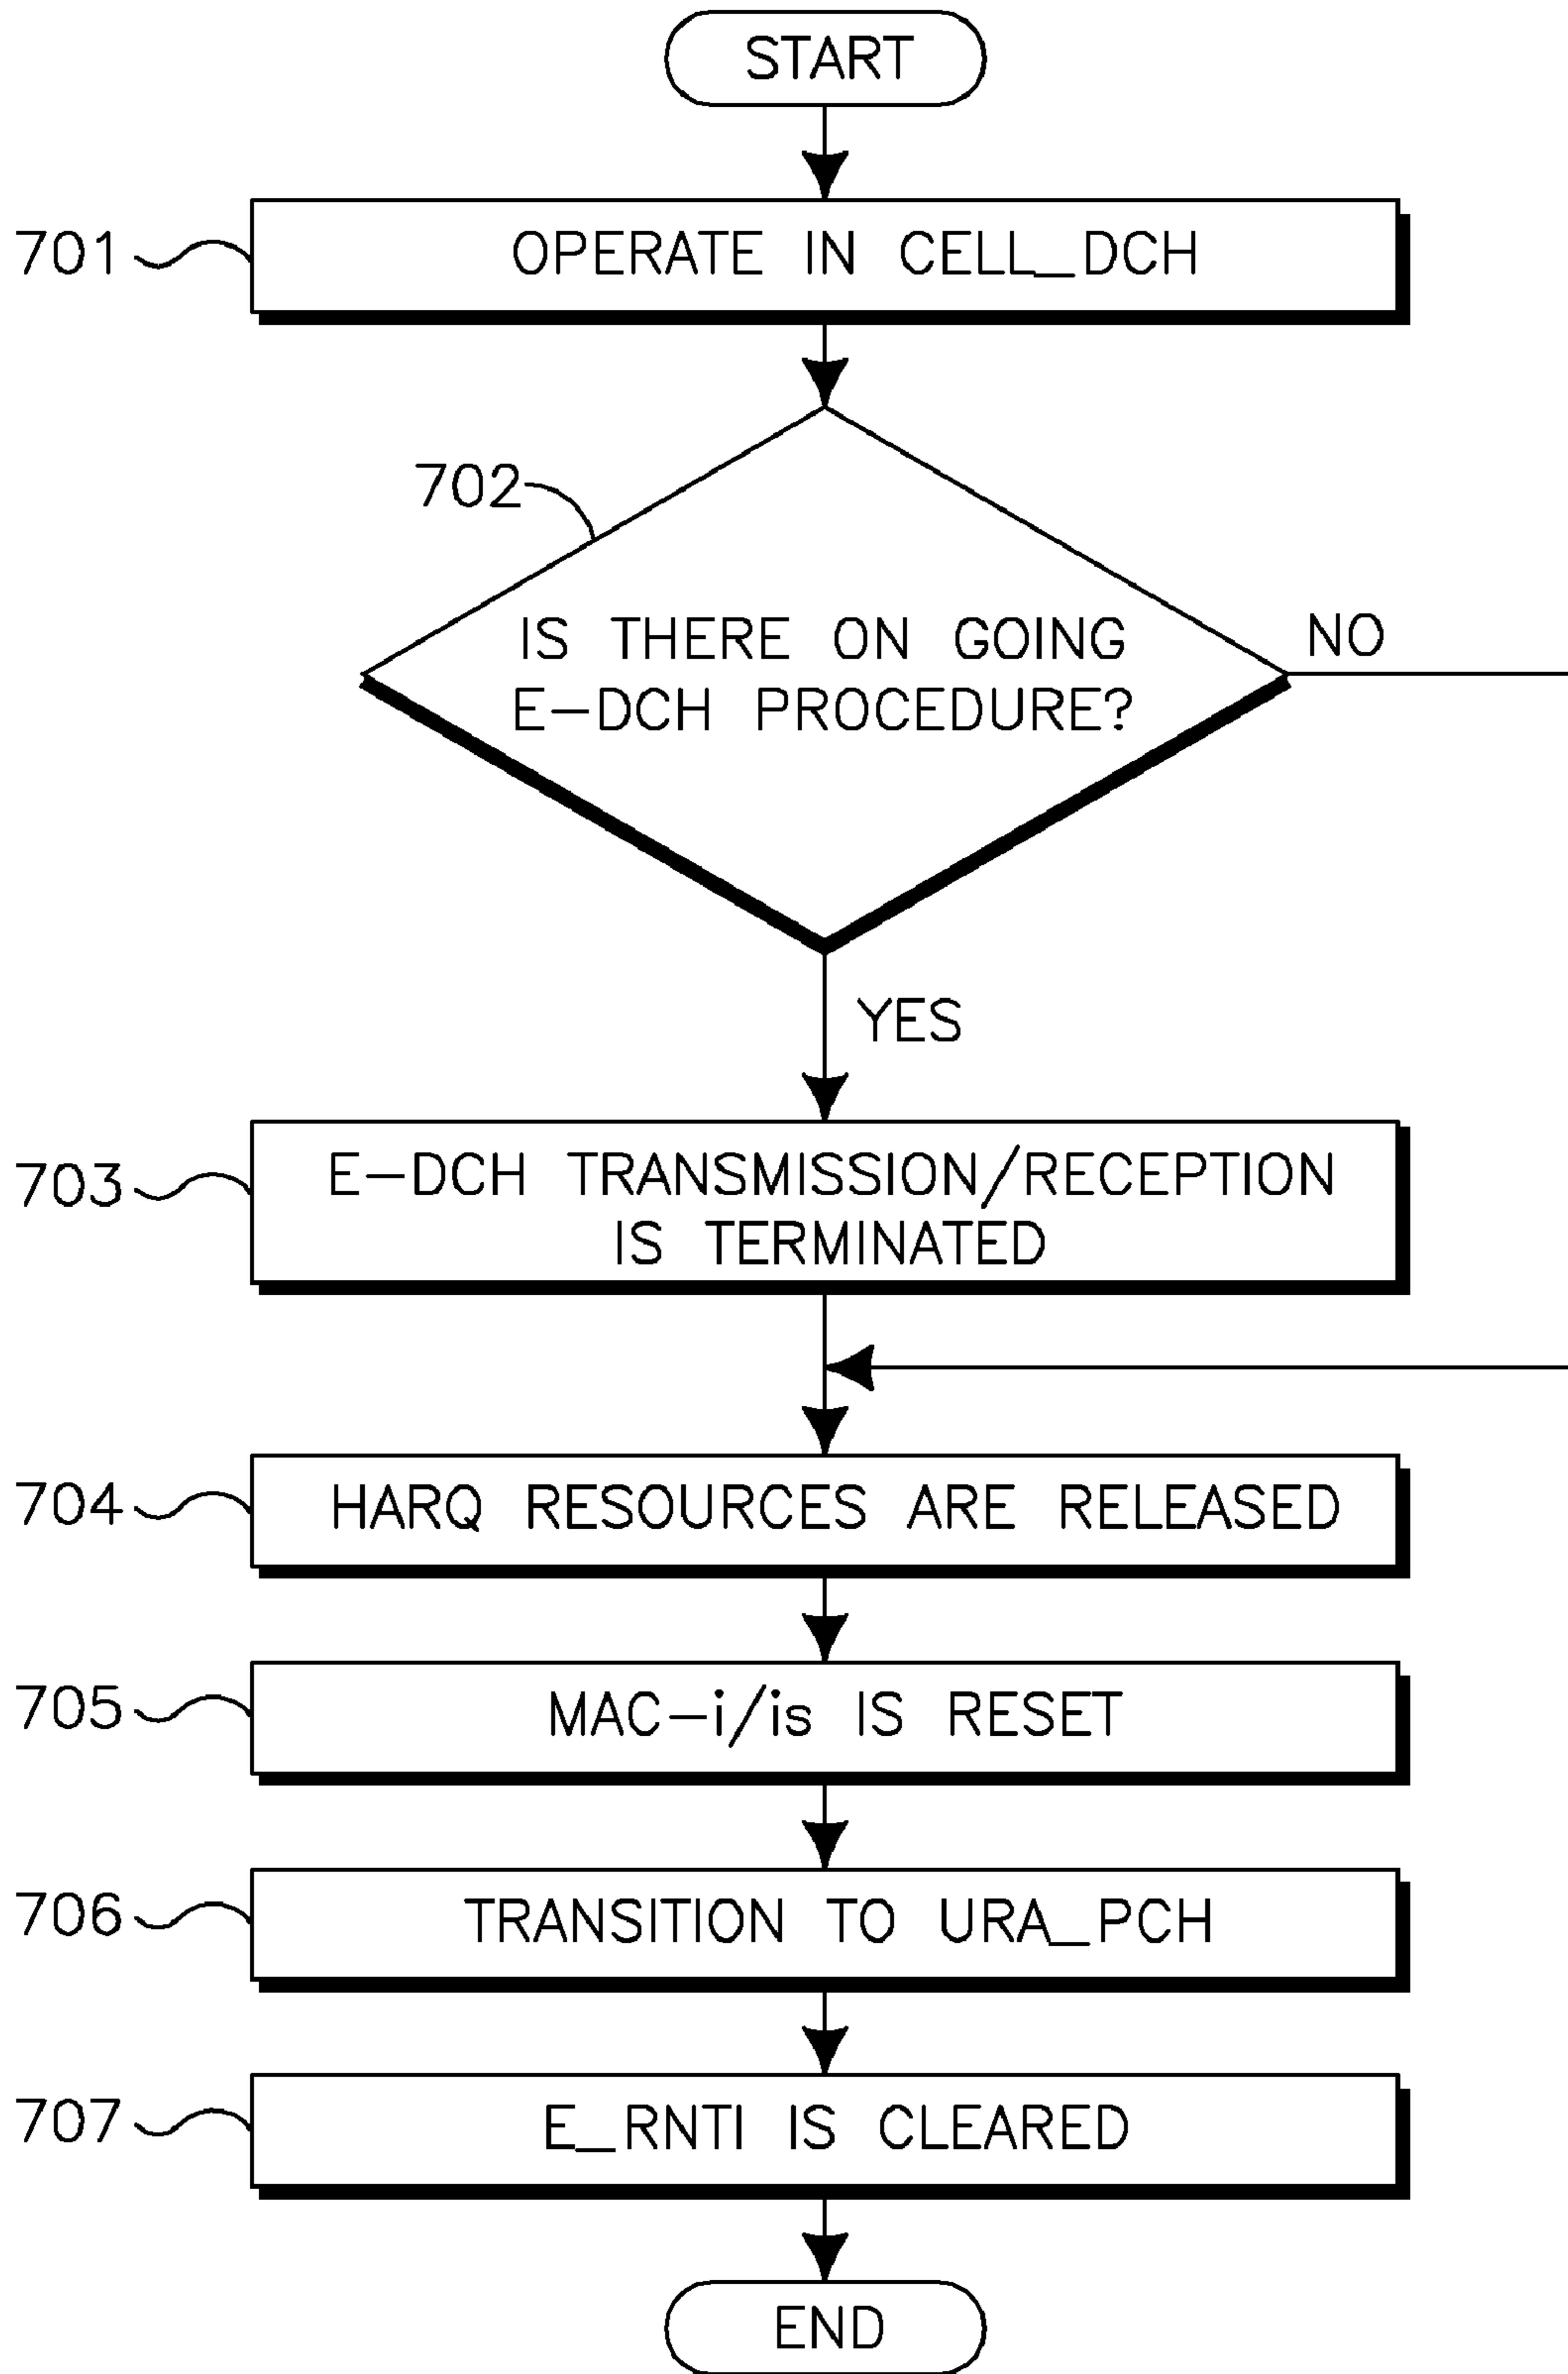 START
701
OPERATE IN CELL_DCH
702
IS THERE ON GOING
E-DCH PROCEDURE?
NO
YES
703
E-DCH TRANSMISSION/RECEPTION
IS TERMINATED
704
HARQ RESOURCES ARE RELEASED
705
MAC-i/is IS RESET
706
TRANSITION TO URA_PCH
707
E_RNTI IS CLEARED
END